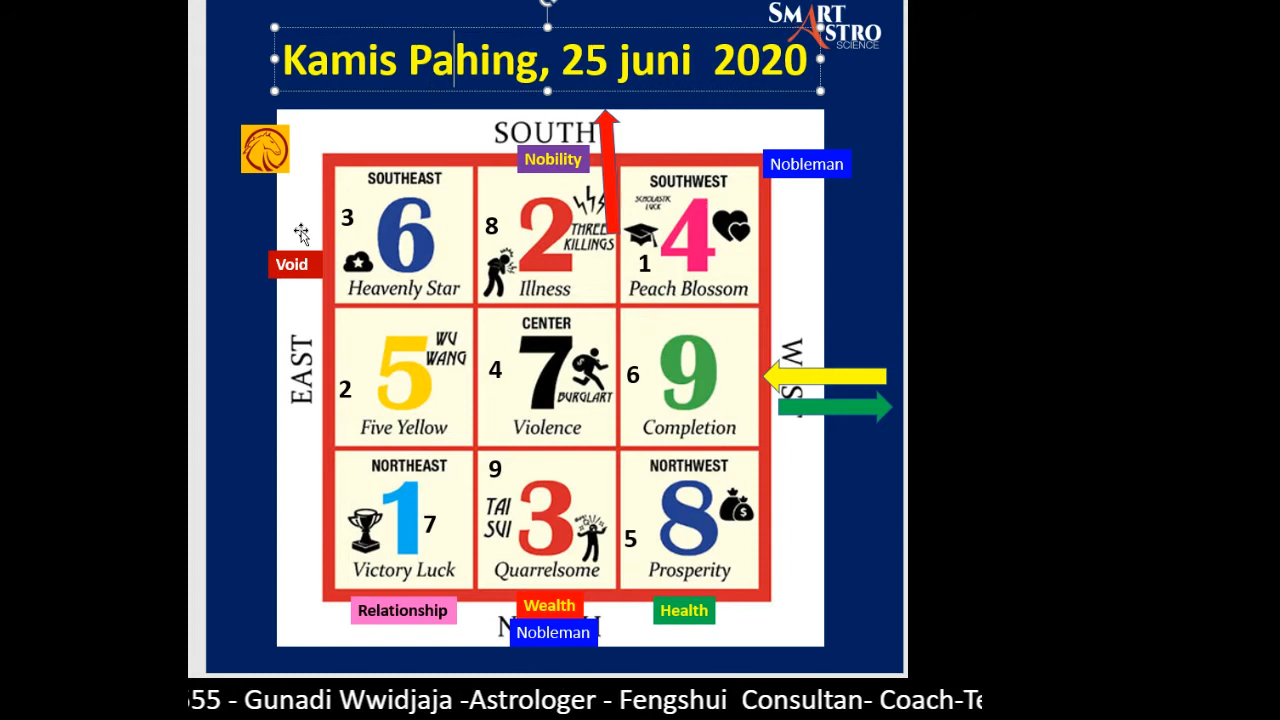 SMART
ASTRO
SCIENCE
Kamis Pahing, 25 juni 2020
SOUTH
Nobility
Nobleman
SOUTHEAST
3
6
Heavenly Star
8
2
THREE
KILLINGS
Illness
SOUTHWEST
SCHOLASTIC
LUCK
4
1
Peach Blossom
Void
EAST
WU
WANG
5
2
Five Yellow
CENTER
4
7
BURGLARY
Violence
6
9
Completion
NORTHEAST
1
7
Victory Luck
9
TAI
SUI
3
Quarrelsome
NORTHWEST
5
8
$
Prosperity
Relationship
Wealth
Nobleman
Health
555 - Gunadi Wwidjaja -Astrologer - Fengshui Consultan- Coach-Te